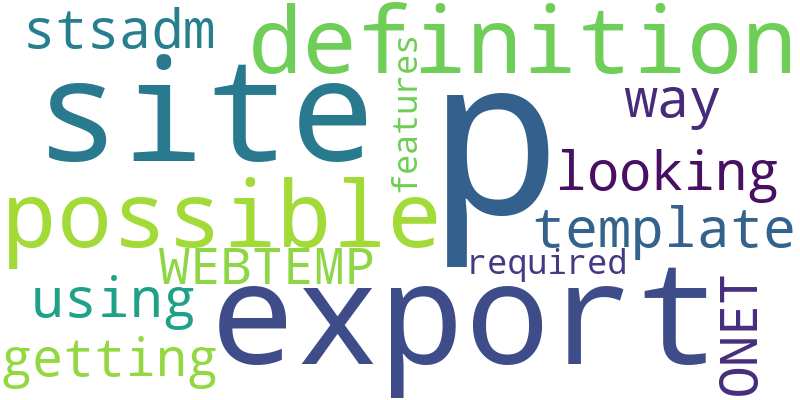 stsadm
definition
site
features
p
way
looking
possible
template
WEBTEMP
required
using
export
ONET
getting